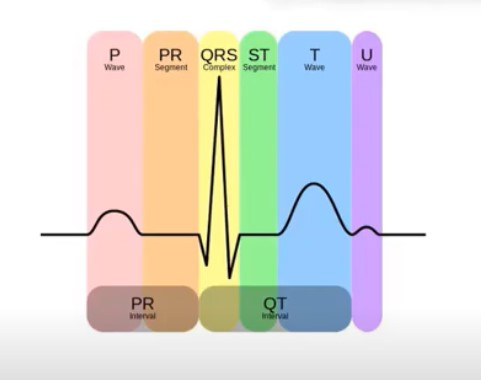 P
Wave
PR
Segment
QRS
Complex
ST
Segment
T
Wave
U
Wave
PR
Interval
QT
Interval